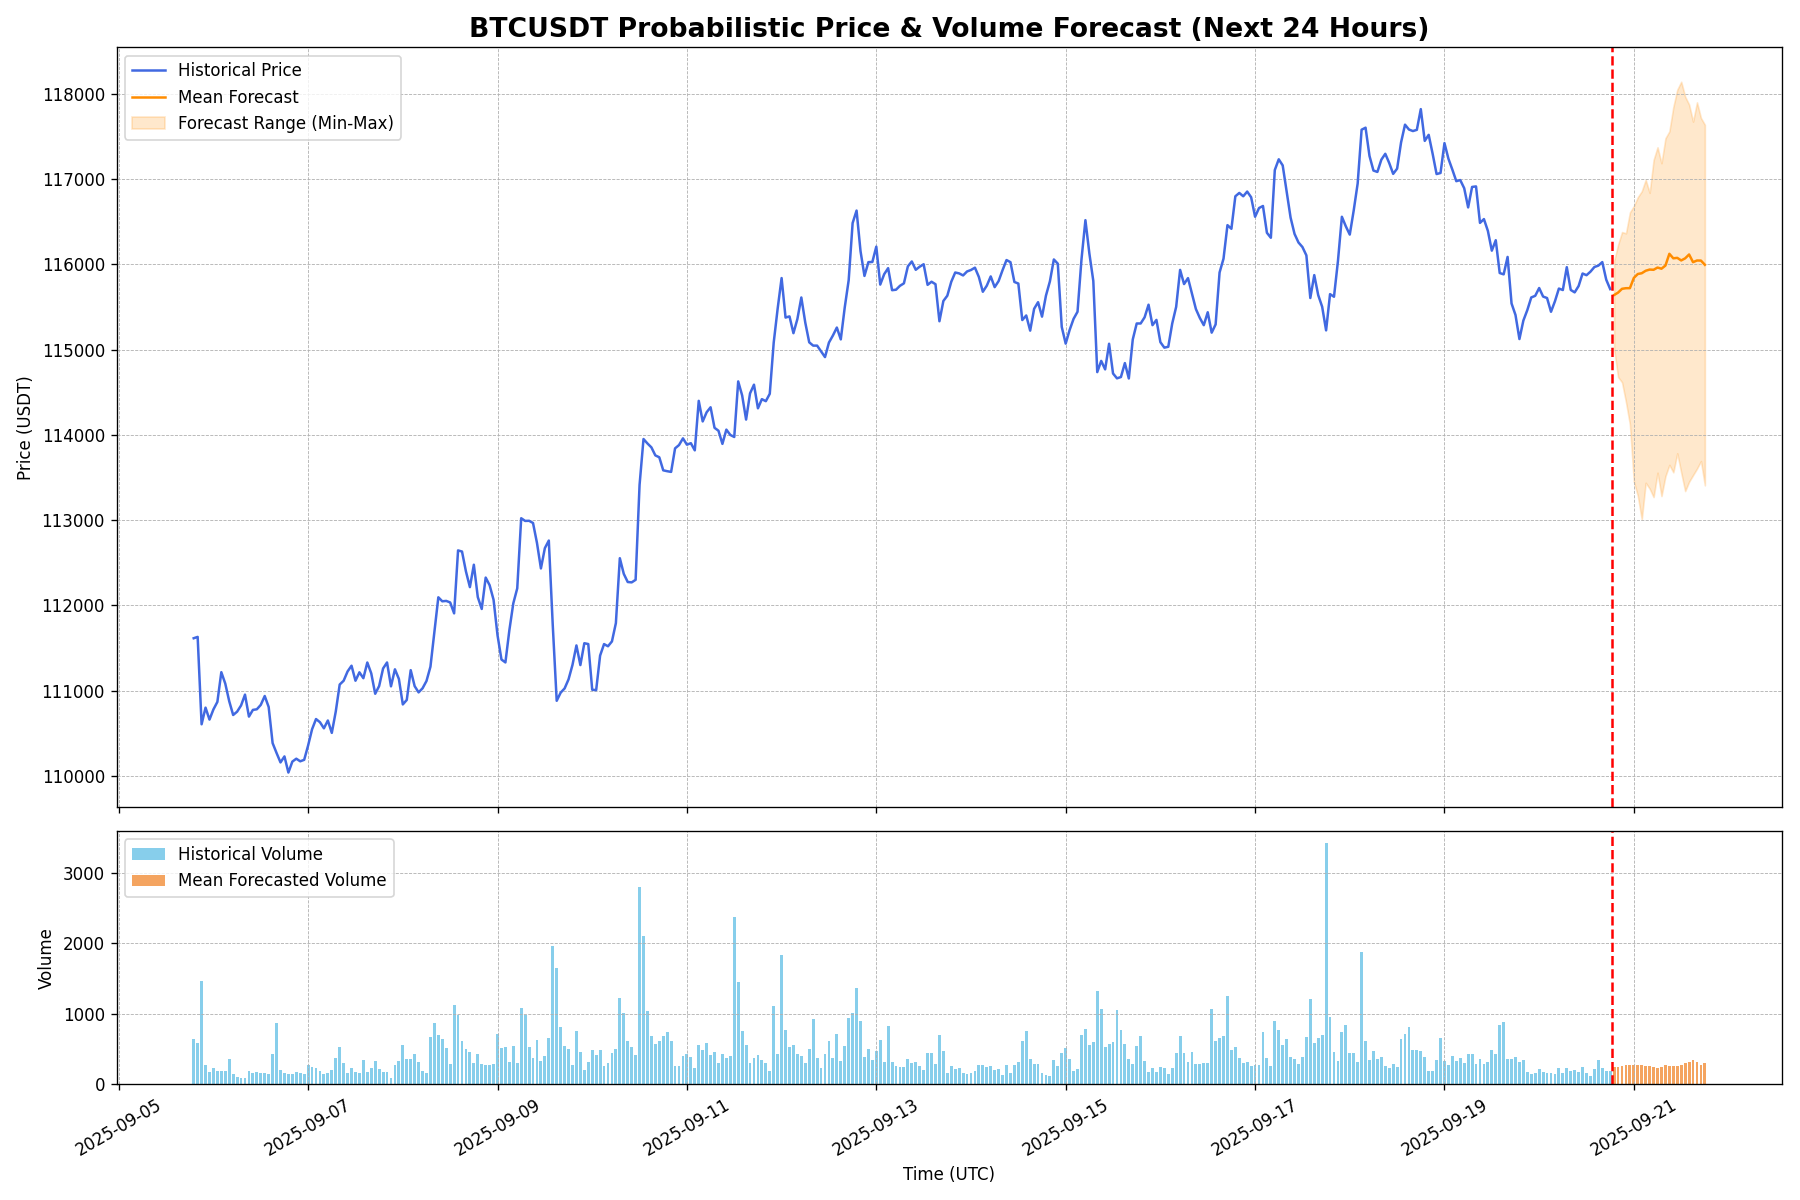 BTCUSDT Probabilistic Price & Volume Forecast (Next 24 Hours)
Historical Price
Mean Forecast
Forecast Range (Min-Max)
118000
117000
116000
115000
114000
113000
112000
111000
110000
Price (USDT)
Historical Volume
Mean Forecasted Volume
3000
2000
1000
0
Volume
2025-09-05
2025-09-07
2025-09-09
2025-09-11
2025-09-13
2025-09-15
2025-09-17
2025-09-19
2025-09-21
Time (UTC)